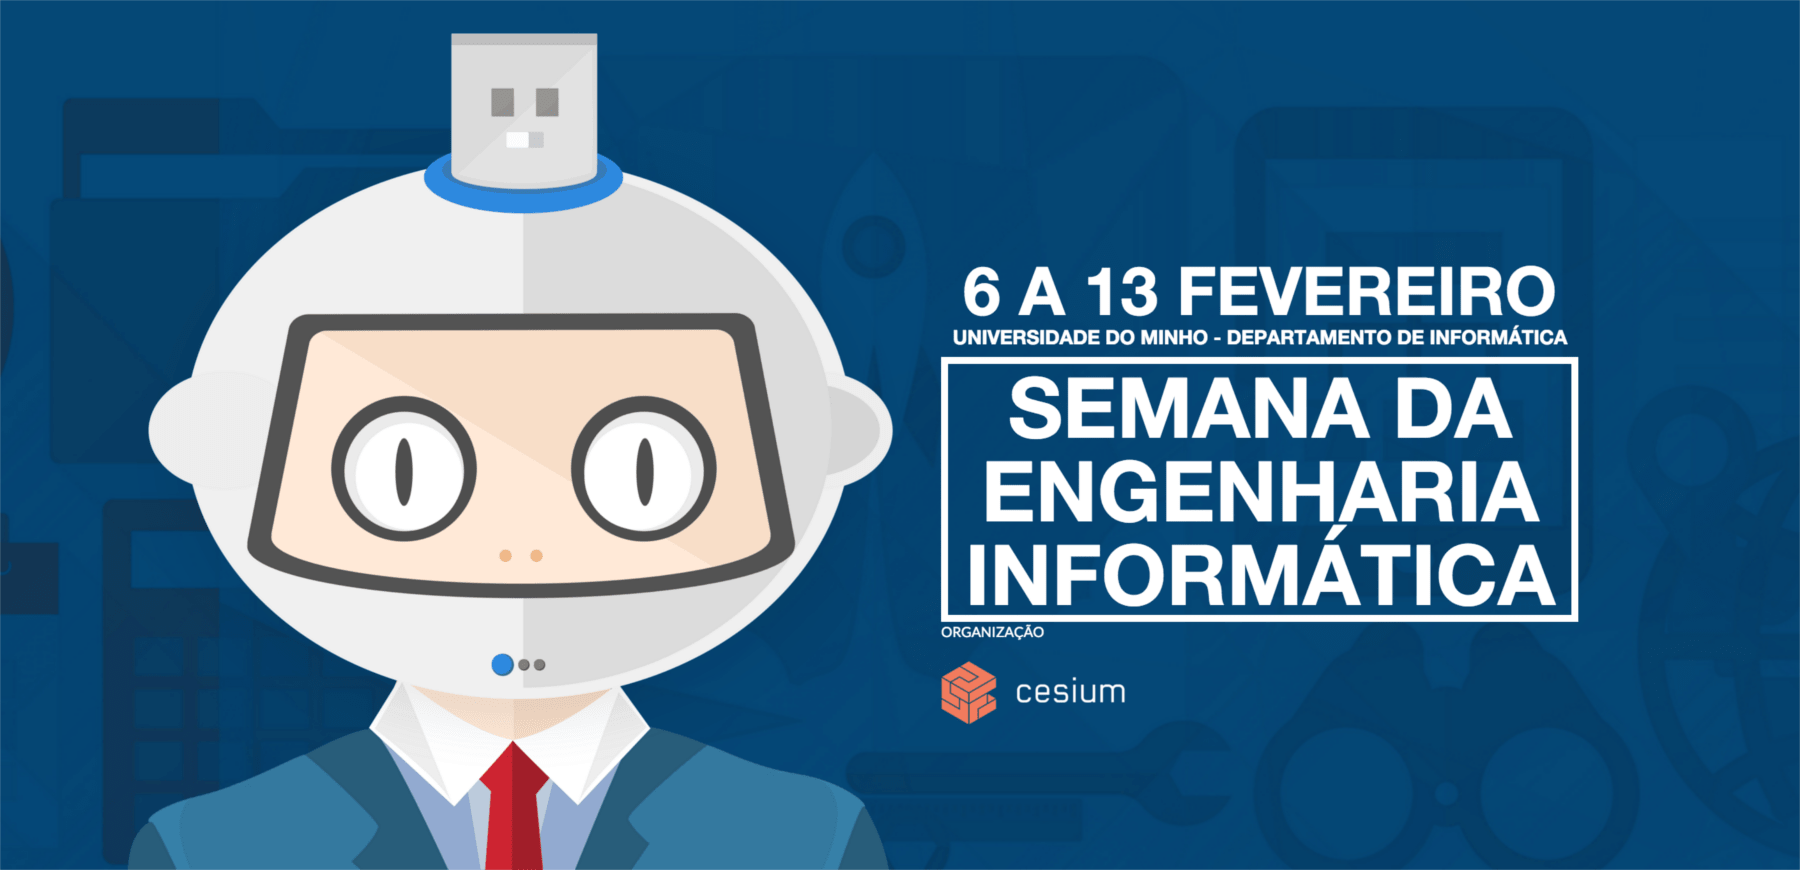 6 A 13 FEVEREIRO
UNIVERSIDADE DO MINHO - DEPARTAMENTO DE INFORMÁTICA
SEMANA DA
ENGENHARIA
INFORMÁTICA
ORGANIZAÇÃO
cesium